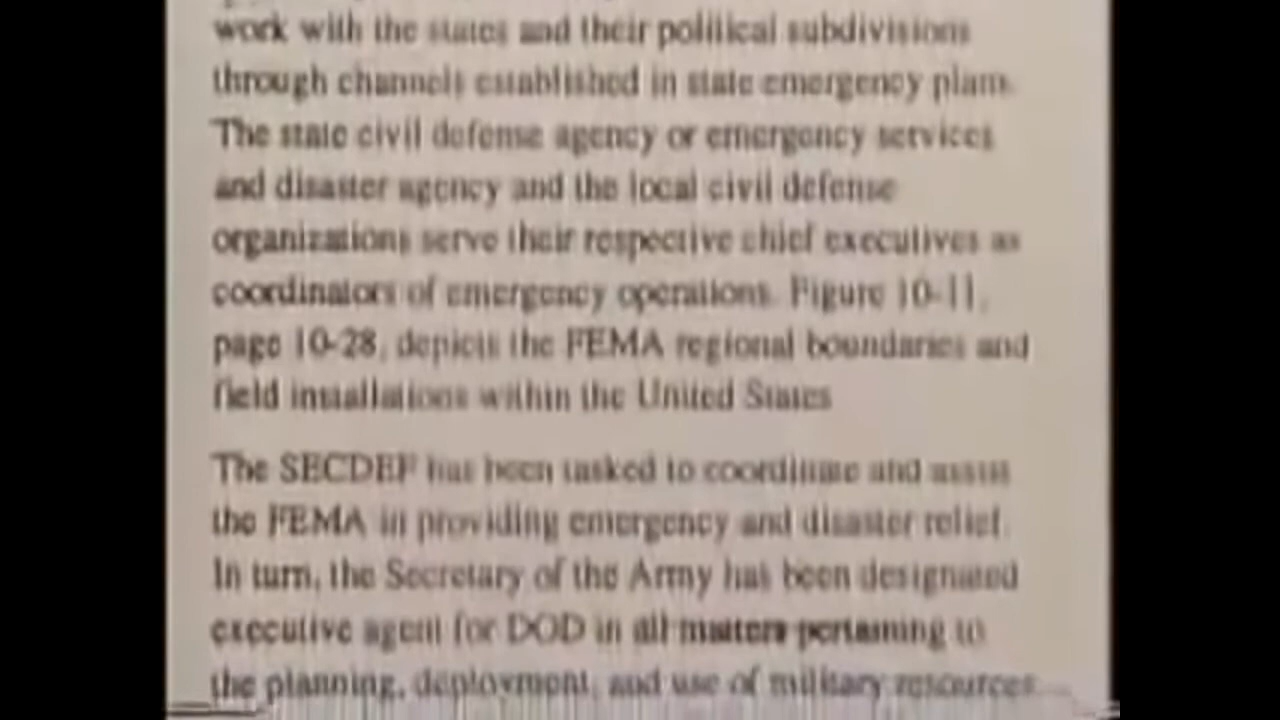 work with the states and their political subdivisions
through channels established in state emergency plans.
The state civil defense agency or emergency services
and disaster agency and the local civil defense
organizations serve their respective chief executives as
coordinators of emergency operations. Figure 10-11,
page 10-28, depicts the FEMA regional boundaries and
field installations within the United States
The SECDEF has been tasked to coordinate and assist
the FEMA in providing emergency and disaster relief.
In turn, the Secretary of the Army has been designated
executive agent for DOD in all matters pertaining to
the planning, deployment, and use of military resources